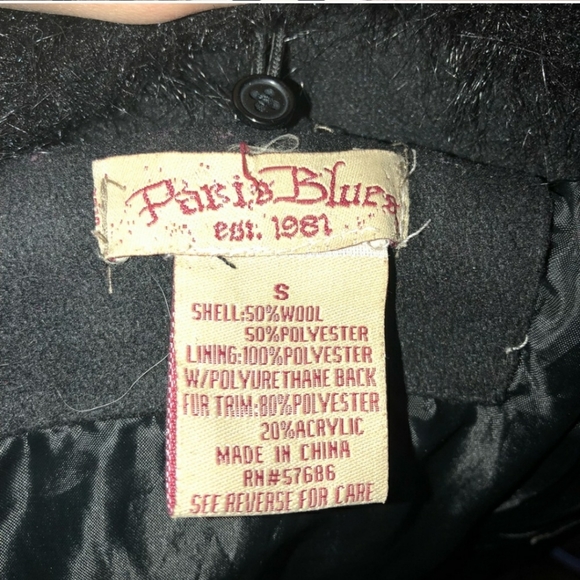 Paris Blues
est. 1981
S
SHELL:50%WOOL
50%POLYESTER
LINING:100%POLYESTER
W/POLYURETHANE BACK
FUR TRIM:80%POLYESTER
20%ACRYLIC
MADE IN CHINA
RN#57686
SEE REVERSE FOR CARE